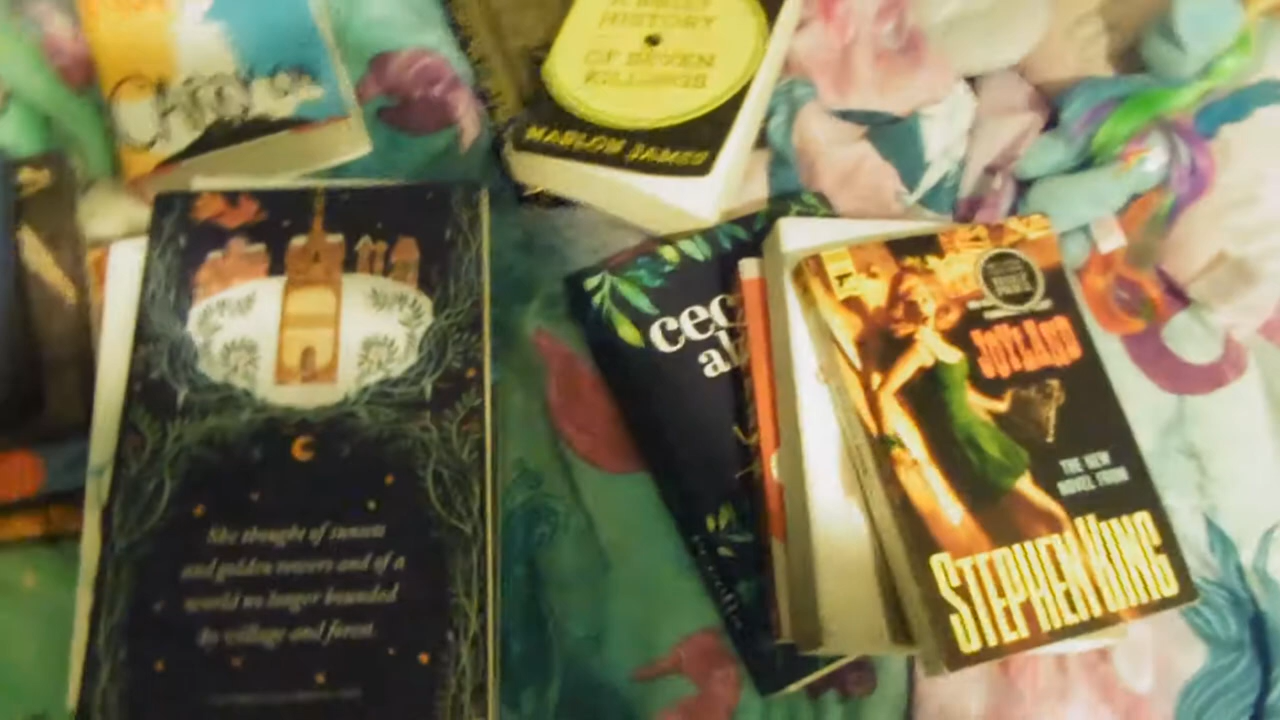 A BRIEF
HISTORY
OF SEVEN
KILLINGS
MARLON JAMES
She thought of sunsets
and golden towers and of a
world no longer bounded
by village and forest.
cec
JOYLAND
THE NEW
NOVEL FROM
STEPHEN KING